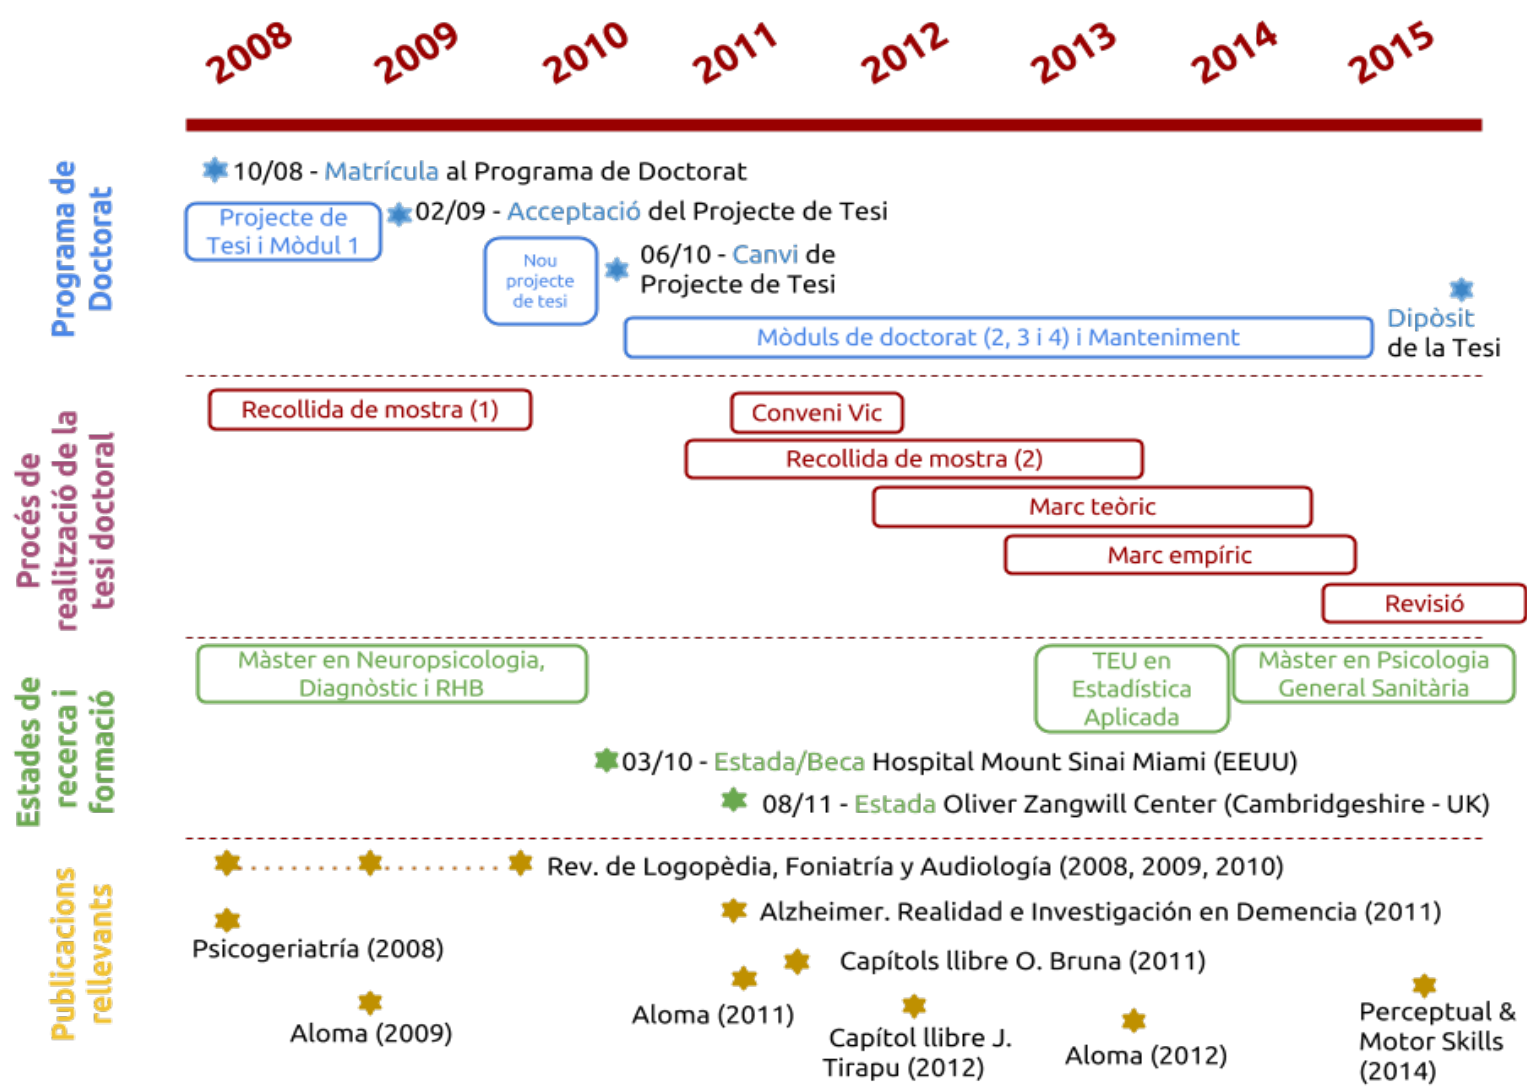 2008
2009
2010
2011
2012
2013
2014
2015
Programa de
Doctorat
10/08 - Matrícula al Programa de Doctorat
Projecte de
Tesi i Mòdul 1
02/09 - Acceptació del Projecte de Tesi
Nou
projecte
de tesi
06/10 - Canvi de
Projecte de Tesi
Mòduls de doctorat (2, 3 i 4) i Manteniment
Dipòsit
de la Tesi
Procés de
realització de la
tesi doctoral
Recollida de mostra (1)
Conveni Vic
Recollida de mostra (2)
Marc teòric
Marc empíric
Revisió
Estades de
recerca i
formació
Màster en Neuropsicologia,
Diagnòstic i RHB
TEU en
Estadística
Aplicada
Màster en Psicologia
General Sanitària
03/10 - Estada/Beca Hospital Mount Sinai Miami (EEUU)
08/11 - Estada Oliver Zangwill Center (Cambridgeshire - UK)
Publicacions
rellevants
Rev. de Logopèdia, Foniatría y Audiología (2008, 2009, 2010)
Psicogeriatría (2008)
Alzheimer. Realidad e Investigación en Demencia (2011)
Capítols llibre O. Bruna (2011)
Aloma (2009)
Aloma (2011)
Capítol llibre J.
Tirapu (2012)
Aloma (2012)
Perceptual &
Motor Skills
(2014)